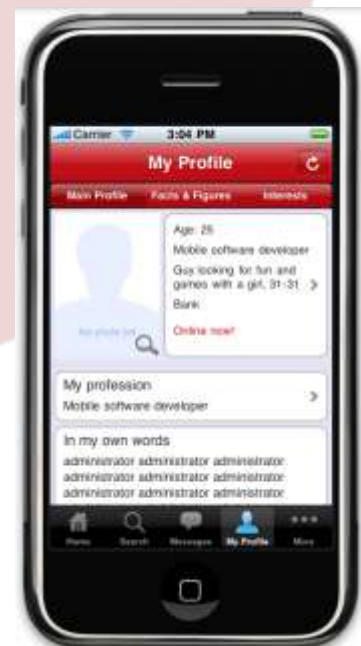 Carrier 3:04 PM
My Profile
Main Profile Facts & Figures Interests
Age: 25
Mobile software developer
Guy looking for fun and
games with a girl, 31-31
Bank
Online now!
My profession
Mobile software developer
In my own words
administrator administrator administrator
administrator administrator administrator
administrator administrator administrator
Home Search Messages My Profile More